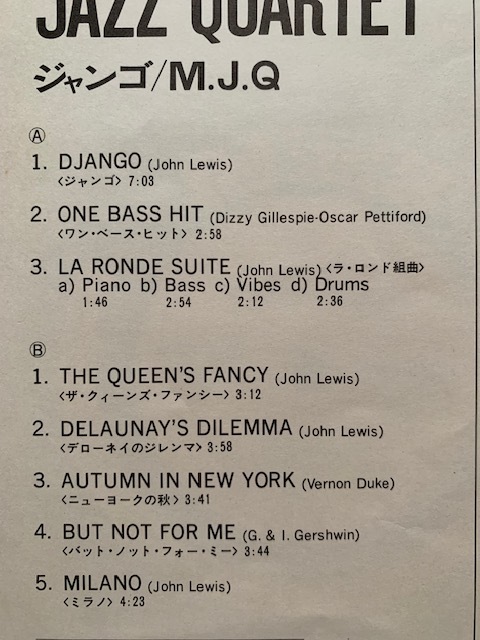 JAZZ QUARTET
ジャンゴ/M.J.Q
Ⓐ
1. DJANGO (John Lewis)
〈ジャンゴ〉 7:03
2. ONE BASS HIT (Dizzy Gillespie-Oscar Pettiford)
〈ワン・ベース・ヒット〉 2:58
3. LA RONDE SUITE (John Lewis) 〈ラ・ロンド組曲〉
a) Piano b) Bass c) Vibes d) Drums
1:46 2:54 2:12 2:36
Ⓑ
1. THE QUEEN'S FANCY (John Lewis)
〈ザ・クィーンズ・ファンシー〉 3:12
2. DELAUNAY'S DILEMMA (John Lewis)
〈デローネイのジレンマ〉 3:58
3. AUTUMN IN NEW YORK (Vernon Duke)
〈ニューヨークの秋〉 3:41
4. BUT NOT FOR ME (G. & I. Gershwin)
〈バット・ノット・フォー・ミー〉 3:44
5. MILANO (John Lewis)
〈ミラノ〉 4:23